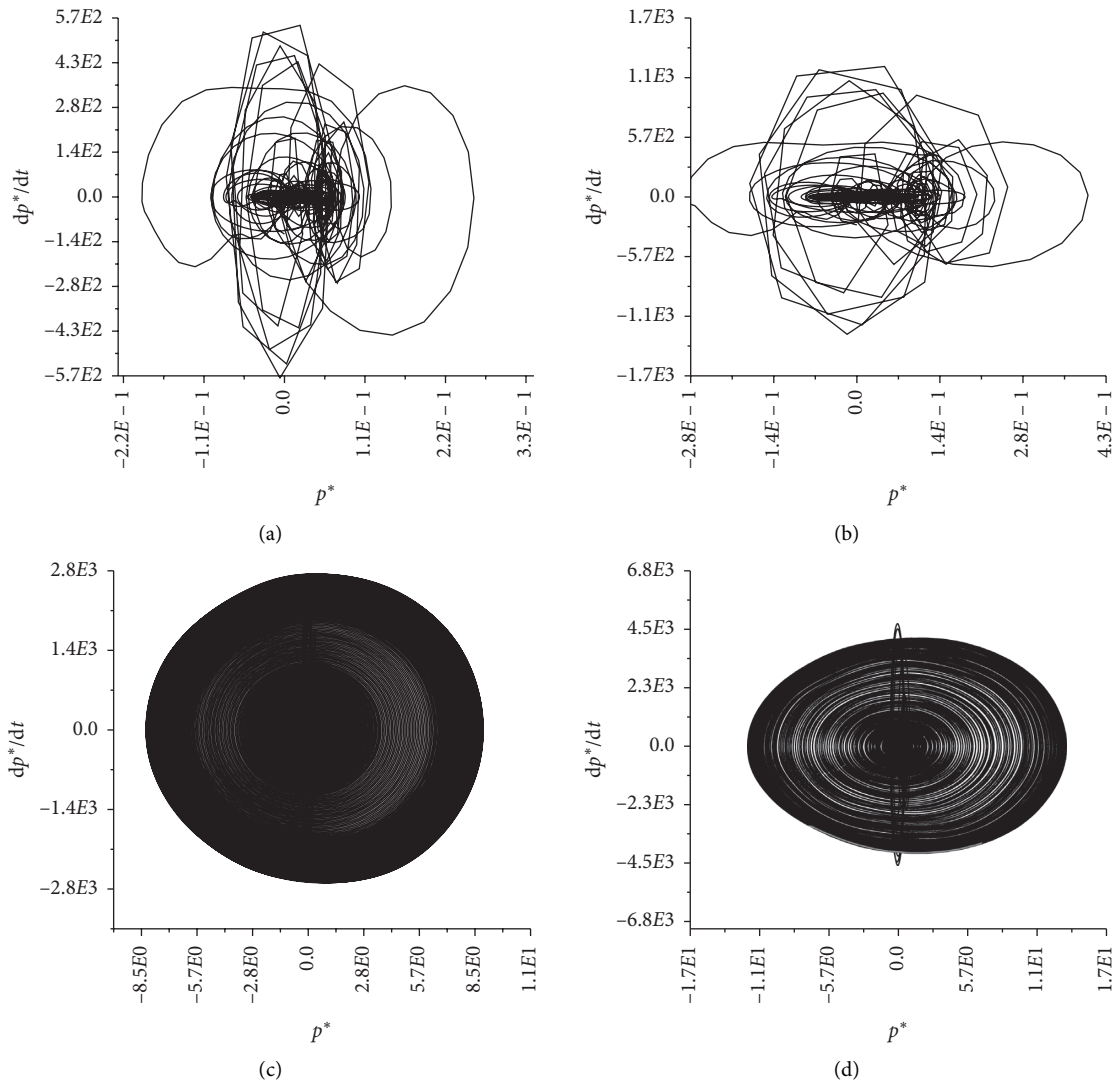 5.7E2
4.3E2
2.8E2
1.4E2
0.0
–1.4E2
–2.8E2
–4.3E2
–5.7E2
dp*/dt
–2.2E – 1
–1.1E – 1
0.0
1.1E – 1
2.2E – 1
3.3E – 1
p*
(a)
1.7E3
1.1E3
5.7E2
0.0
–5.7E2
–1.1E3
–1.7E3
dp*/dt
–2.8E – 1
–1.4E – 1
0.0
1.4E – 1
2.8E – 1
4.3E – 1
p*
(b)
2.8E3
1.4E3
0.0
–1.4E3
–2.8E3
dp*/dt
–8.5E0
–5.7E0
–2.8E0
0.0
2.8E0
5.7E0
8.5E0
1.1E1
p*
(c)
6.8E3
4.5E3
2.3E3
0.0
–2.3E3
–4.5E3
–6.8E3
dp*/dt
–1.7E1
–1.1E1
–5.7E0
0.0
5.7E0
1.1E1
1.7E1
p*
(d)